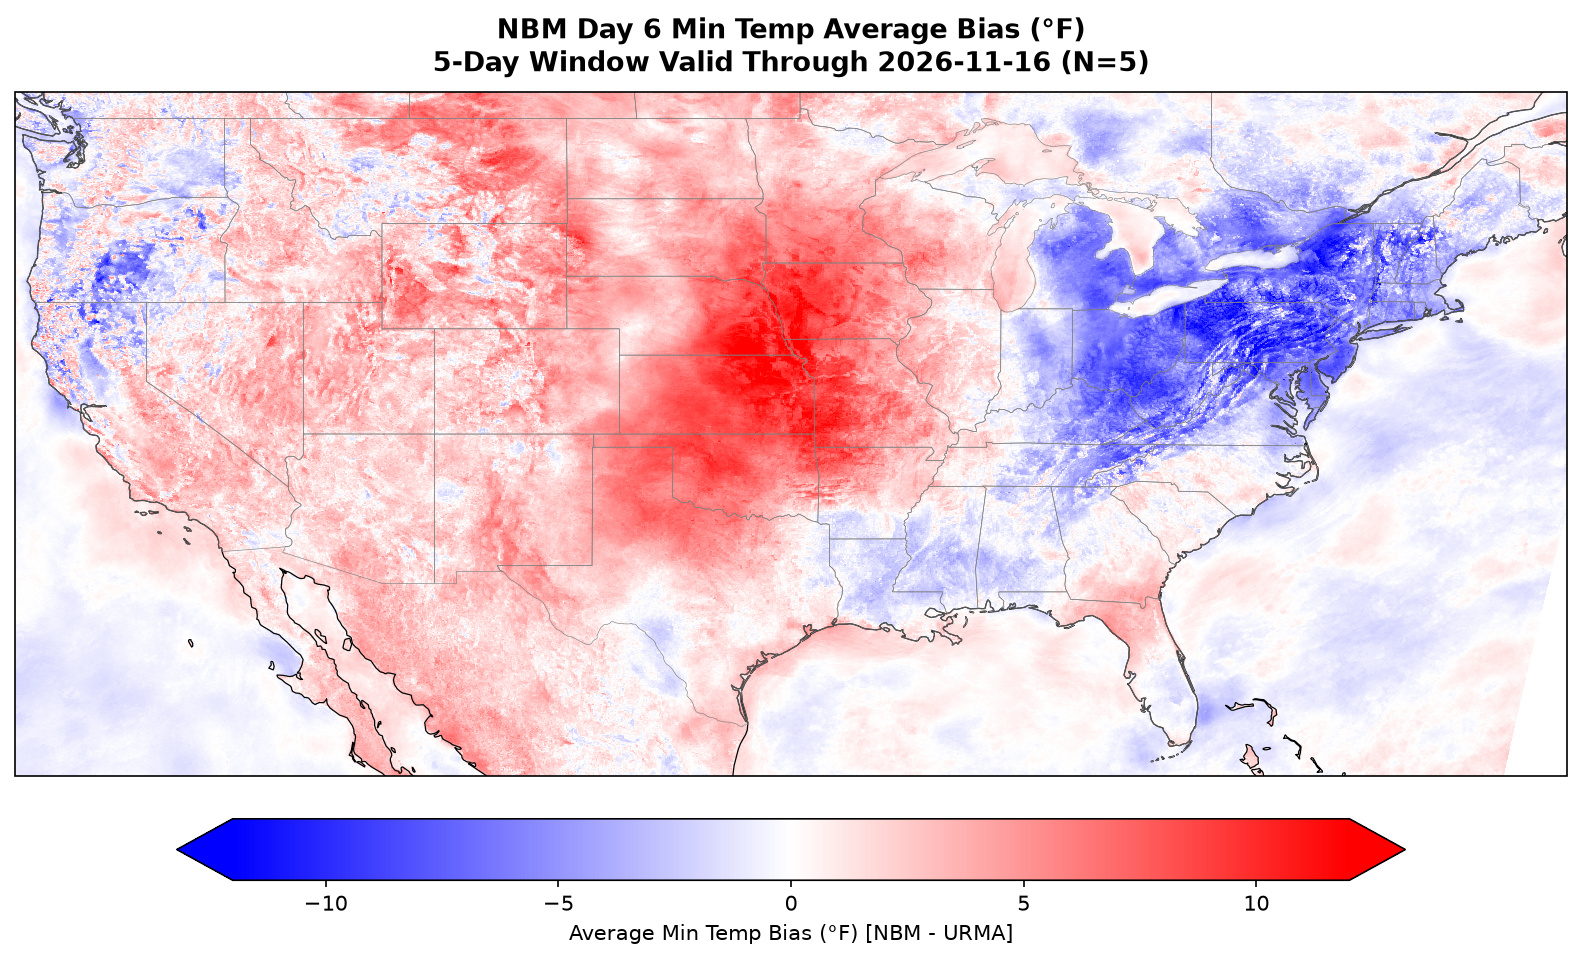 NBM Day 6 Min Temp Average Bias (°F)
5-Day Window Valid Through 2026-11-16 (N=5)
−10 −5 0 5 10
Average Min Temp Bias (°F) [NBM - URMA]